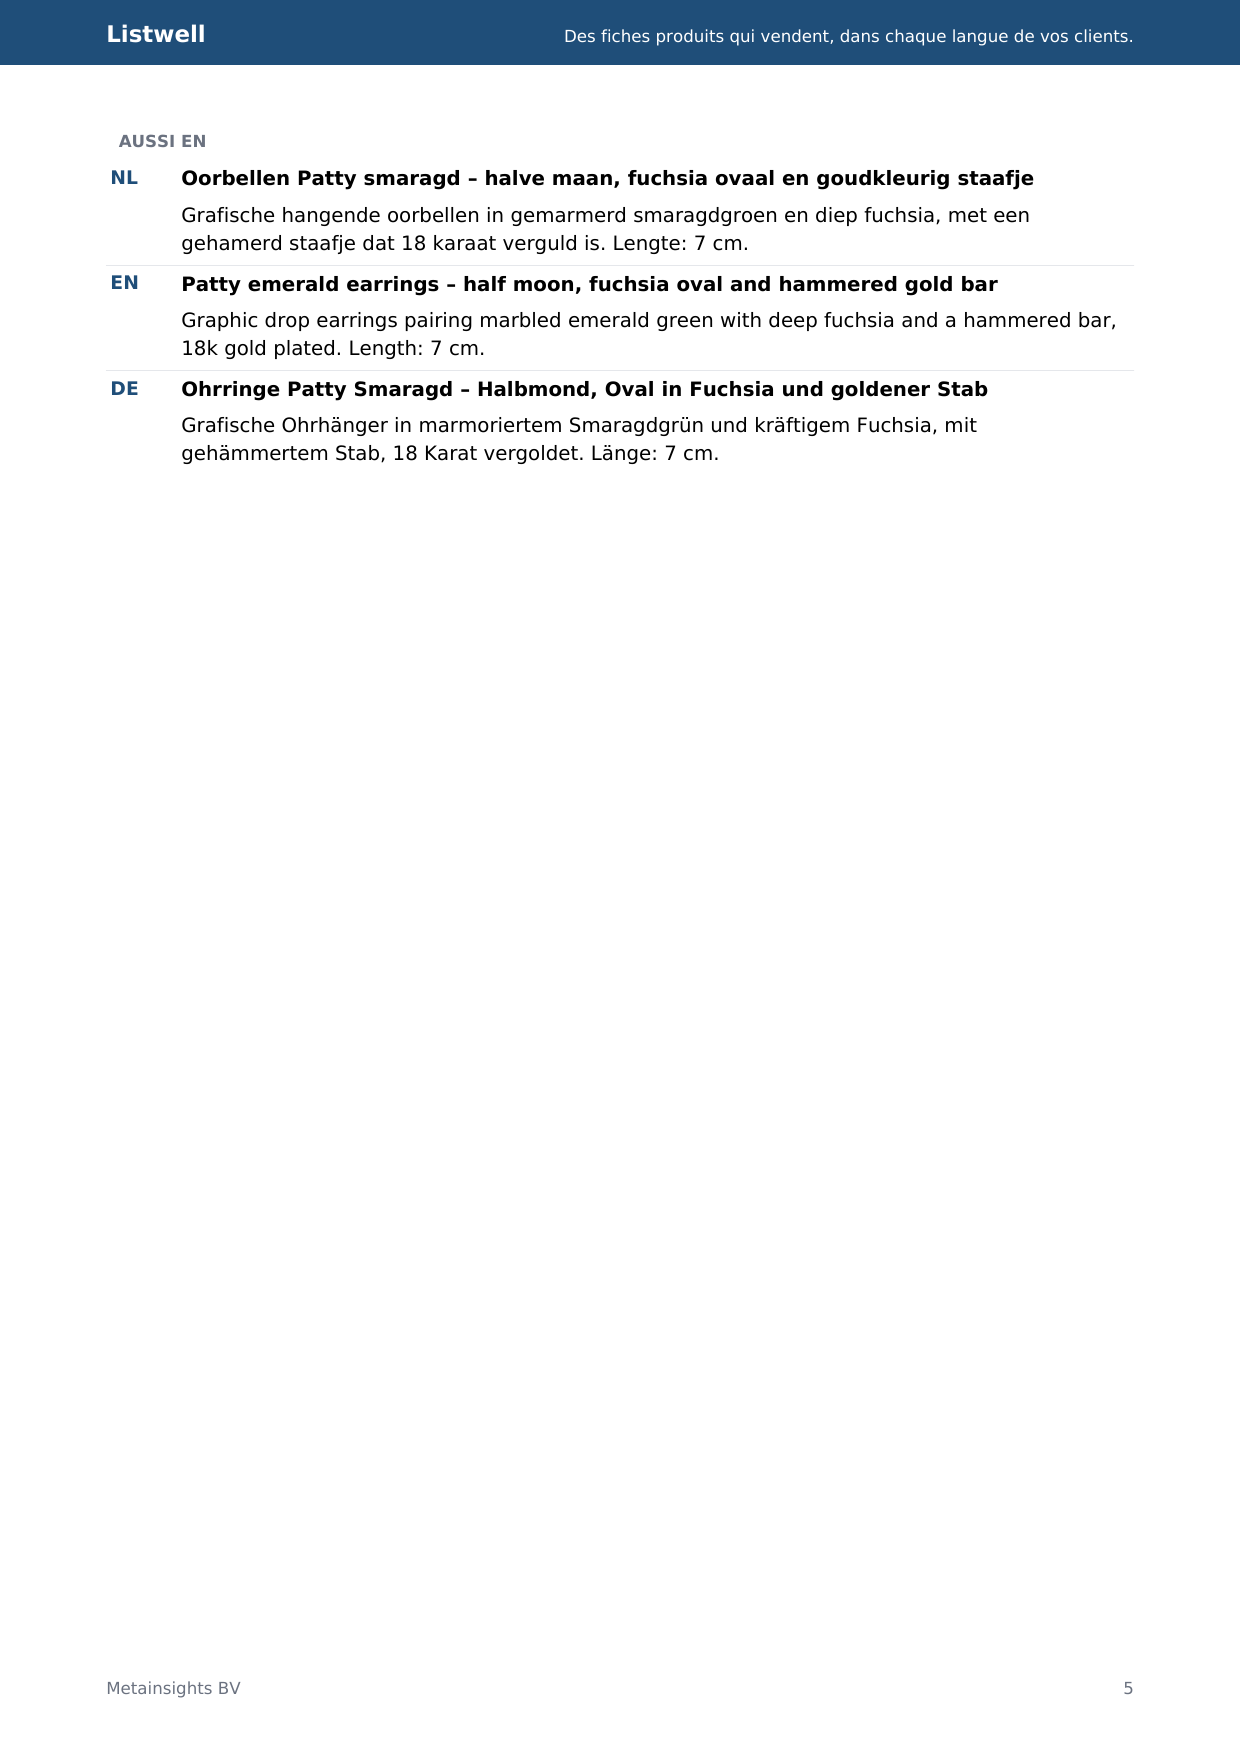 Listwell
Des fiches produits qui vendent, dans chaque langue de vos clients.
AUSSI EN
NL
Oorbellen Patty smaragd – halve maan, fuchsia ovaal en goudkleurig staafje
Grafische hangende oorbellen in gemarmerd smaragdgroen en diep fuchsia, met een
gehamerd staafje dat 18 karaat verguld is. Lengte: 7 cm.
EN
Patty emerald earrings – half moon, fuchsia oval and hammered gold bar
Graphic drop earrings pairing marbled emerald green with deep fuchsia and a hammered bar,
18k gold plated. Length: 7 cm.
DE
Ohrringe Patty Smaragd – Halbmond, Oval in Fuchsia und goldener Stab
Grafische Ohrhänger in marmoriertem Smaragdgrün und kräftigem Fuchsia, mit
gehämmertem Stab, 18 Karat vergoldet. Länge: 7 cm.
Metainsights BV
5